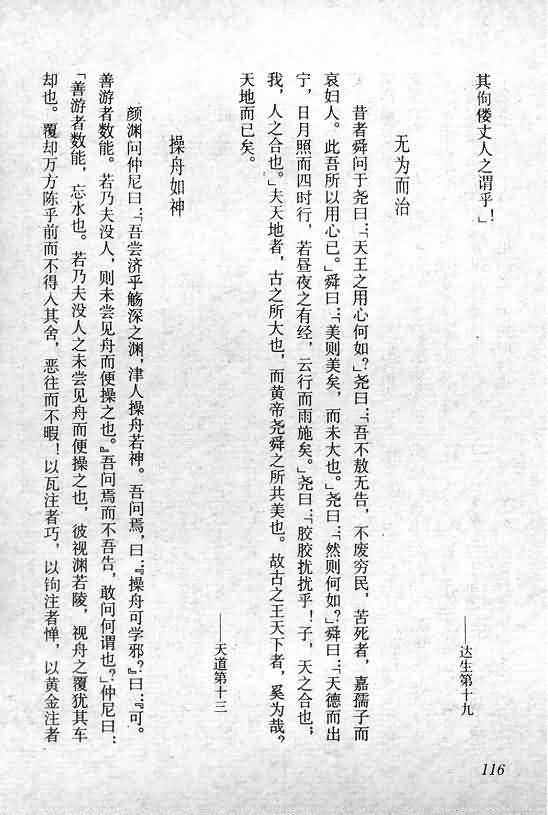 其佝偻丈人之谓乎！」
——达生第十九
无为而治
昔者舜问于尧曰：「天王之用心何如？」尧曰：「吾不敖无告，不废穷民，苦死者，嘉孺子而
哀妇人。此吾所以用心已。」舜曰：「美则美矣，而未大也。」尧曰：「然则何如？」舜曰：「天德而出
宁，日月照而四时行，若昼夜之有经，云行而雨施矣。」尧曰：「胶胶扰扰乎！子，天之合也；
我，人之合也。」夫天地者，古之所大也，而黄帝尧舜之所共美也。故古之王天下者，奚为哉？
天地而已矣。
——天道第十三
操舟如神
颜渊问仲尼曰：「吾尝济乎觞深之渊，津人操舟若神。吾问焉，曰：『操舟可学邪？』曰：『可。
善游者数能。若乃夫没人，则未尝见舟而便操之也。』吾问焉而不吾告，敢问何谓也？」仲尼曰：
「善游者数能，忘水也。若乃夫没人之未尝见舟而便操之也，彼视渊若陵，视舟之覆犹其车
却也。覆却万方陈乎前而不得入其舍，恶往而不暇！以瓦注者巧，以钩注者惮，以黄金注者
116